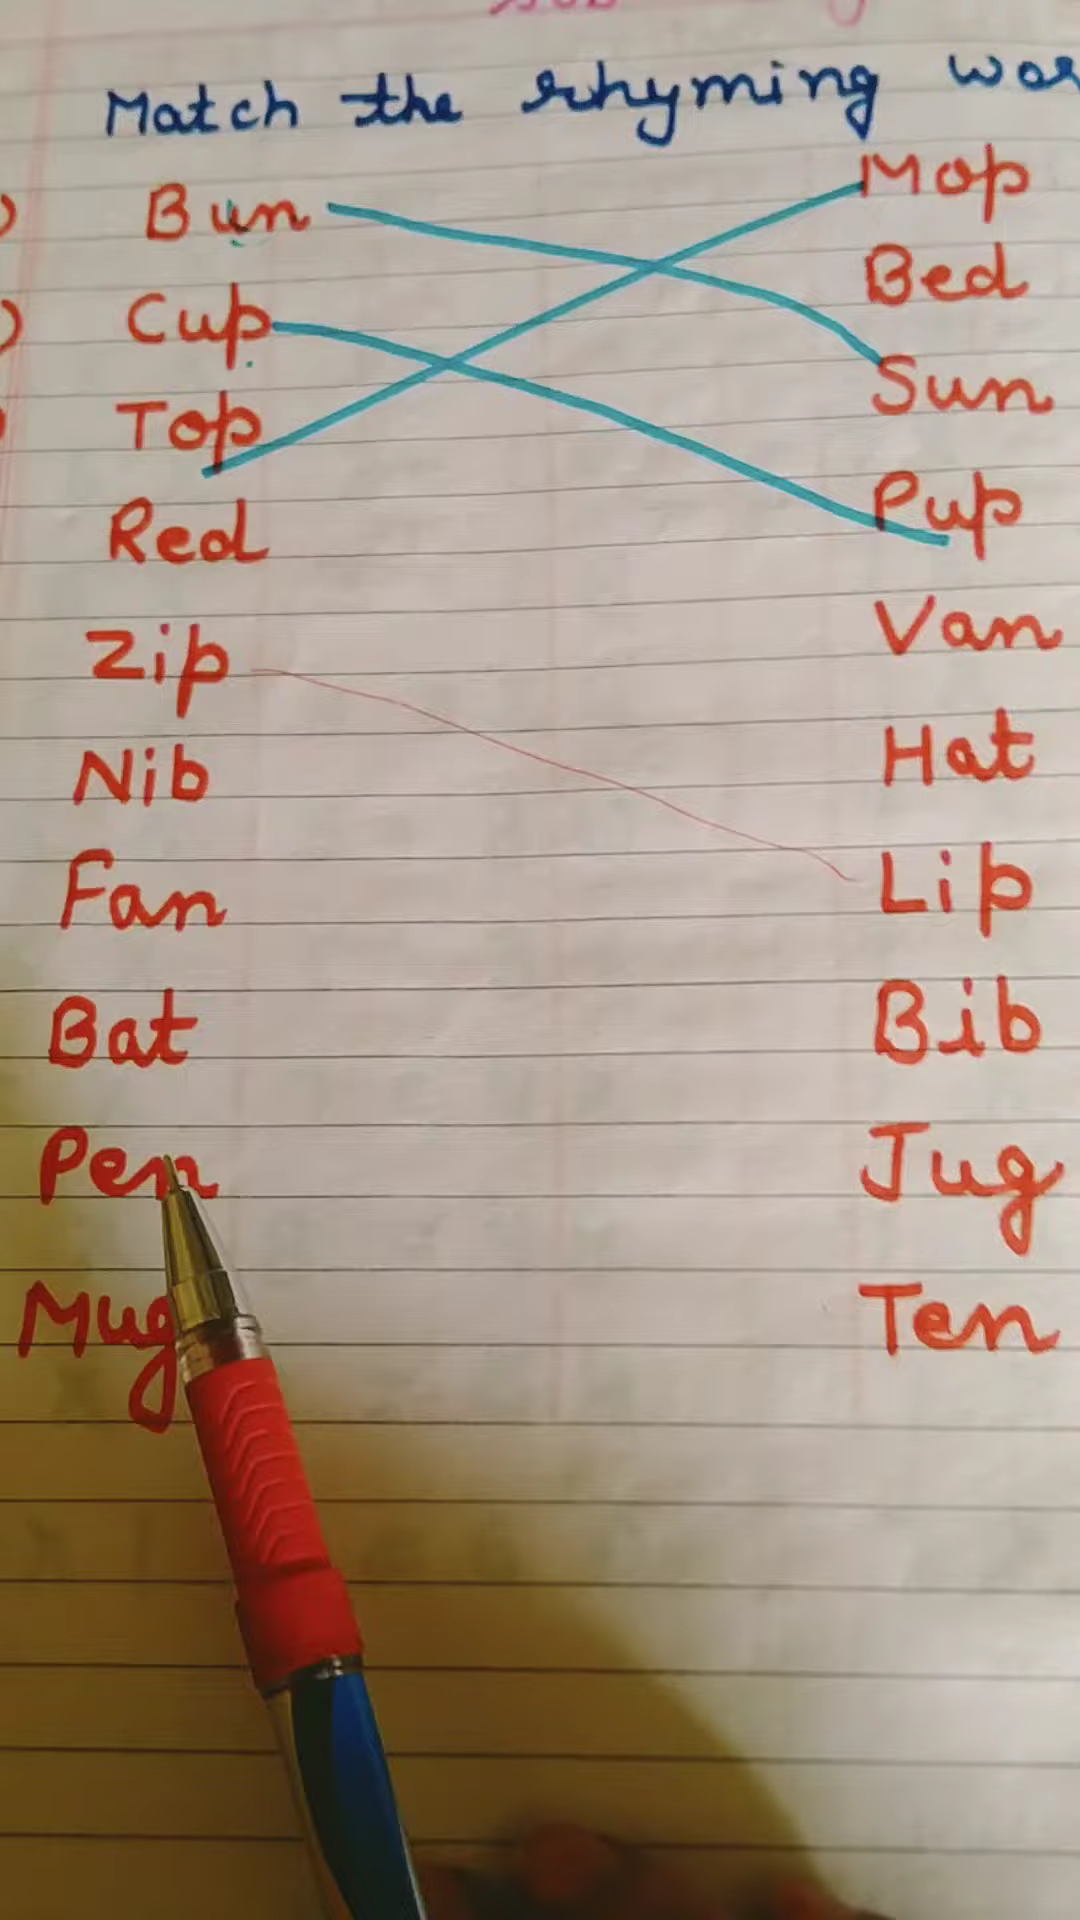 Match the rhyming
Bun Mop
Cup Bed
Top Sun
Red Pup
Zip Van
Nib Hat
Fan Lip
Bat Bib
Pen Jug
Mug Ten